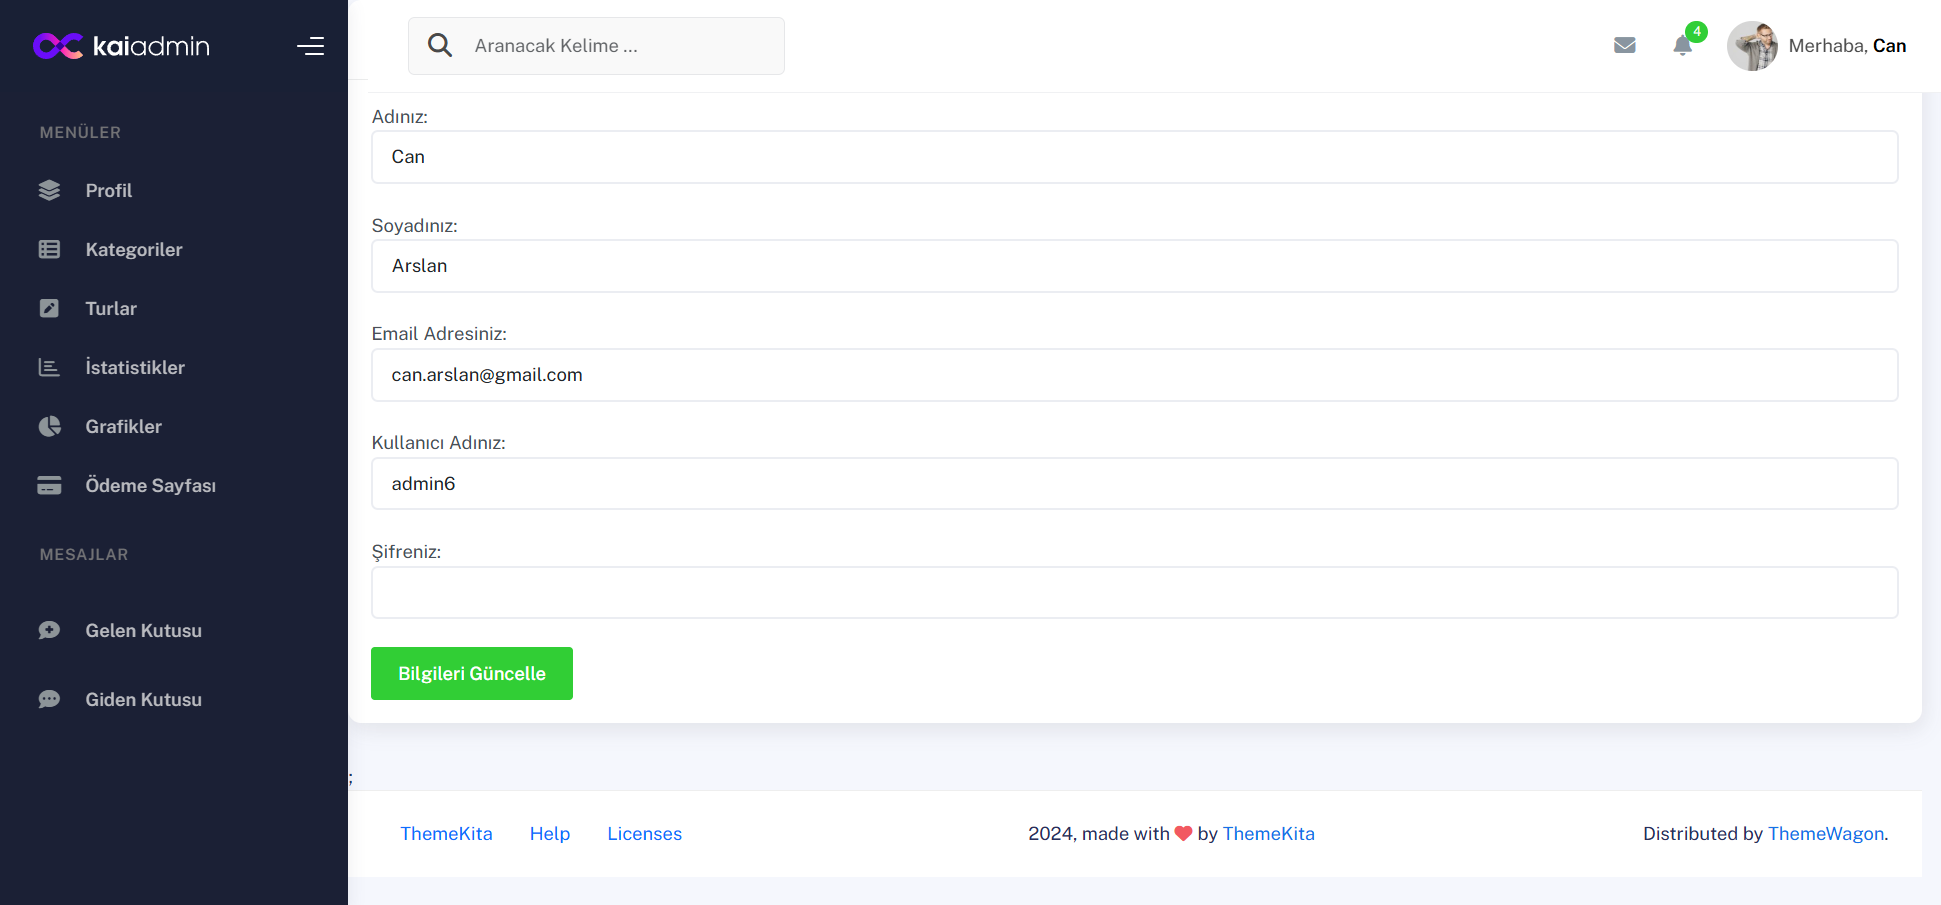 kaiadmin
Aranacak Kelime ...
4
Merhaba, Can
MENÜLER
Profil
Kategoriler
Turlar
İstatistikler
Grafikler
Ödeme Sayfası
MESAJLAR
Gelen Kutusu
Giden Kutusu
Adınız:
Can
Soyadınız:
Arslan
Email Adresiniz:
can.arslan@gmail.com
Kullanıcı Adınız:
admin6
Şifreniz:
Bilgileri Güncelle
;
ThemeKita Help Licenses
2024, made with by ThemeKita
Distributed by ThemeWagon.